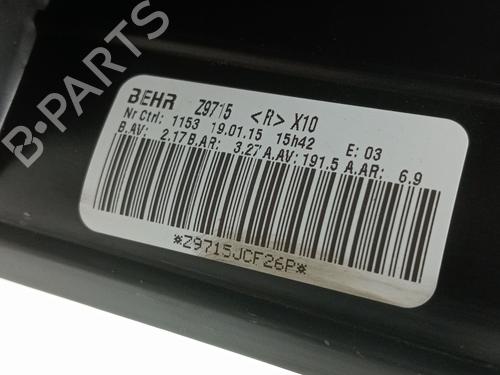 BEHR Z9715 <R> X10
Nr Ctrl: 1153 19.01.15 15h42 E: 03
B.AV: 2.17 B.AR: 3.27 A.AV: 191.5 A.AR: 6.9
*Z9715JCF26P*
B-PARTS